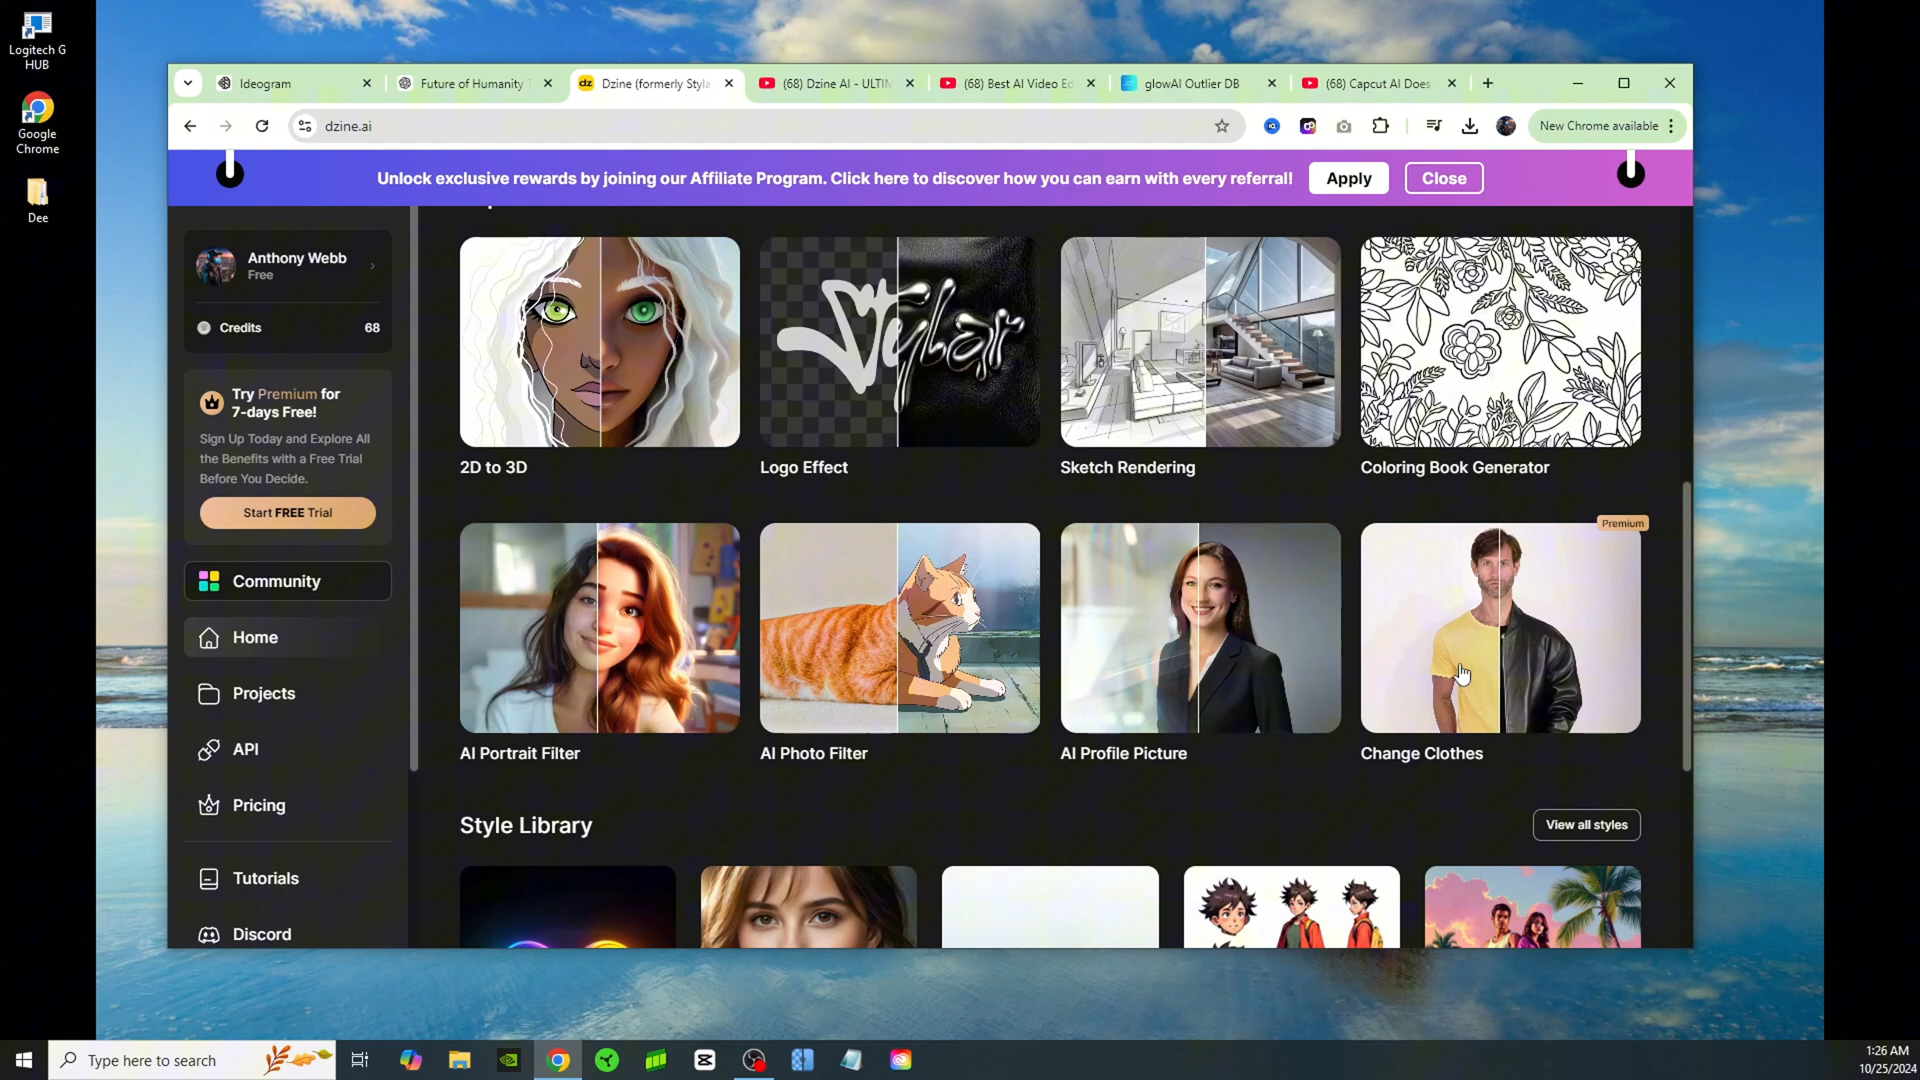 Logitech G
HUB
Google
Chrome
Dee
Ideogram
Future of Humanity
Dzine (formerly Styla
(68) Dzine AI - ULTIM
(68) Best AI Video Ed
glowAI Outlier DB
(68) Capcut AI Does
dzine.ai
New Chrome available
Unlock exclusive rewards by joining our Affiliate Program. Click here to discover how you can earn with every referral!
Apply
Close
Anthony Webb
Free
Credits
68
Try Premium for
7-days Free!
Sign Up Today and Explore All
the Benefits with a Free Trial
Before You Decide.
Start FREE Trial
Community
Home
Projects
API
Pricing
Tutorials
Discord
Stylar
2D to 3D
Logo Effect
Sketch Rendering
Coloring Book Generator
Premium
AI Portrait Filter
AI Photo Filter
AI Profile Picture
Change Clothes
Style Library
View all styles
Type here to search
1:26 AM
10/25/2024